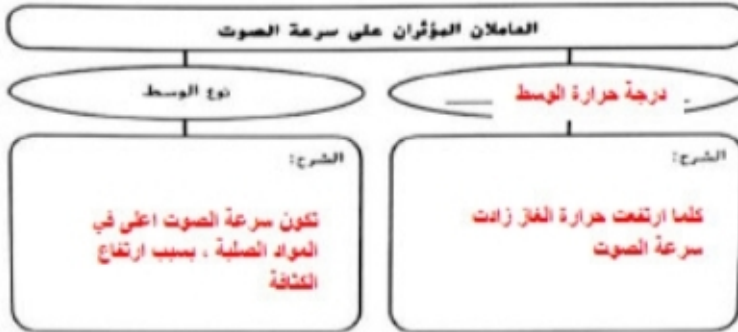 العاملان المؤثران على سرعة الصوت
درجة حرارة الوسط
نوع الوسط
الشرح:
كلما ارتفعت حرارة الغاز زادت
سرعة الصوت
الشرح:
تكون سرعة الصوت اعلى في
المواد الصلبة ، بسبب ارتفاع
الكثافة